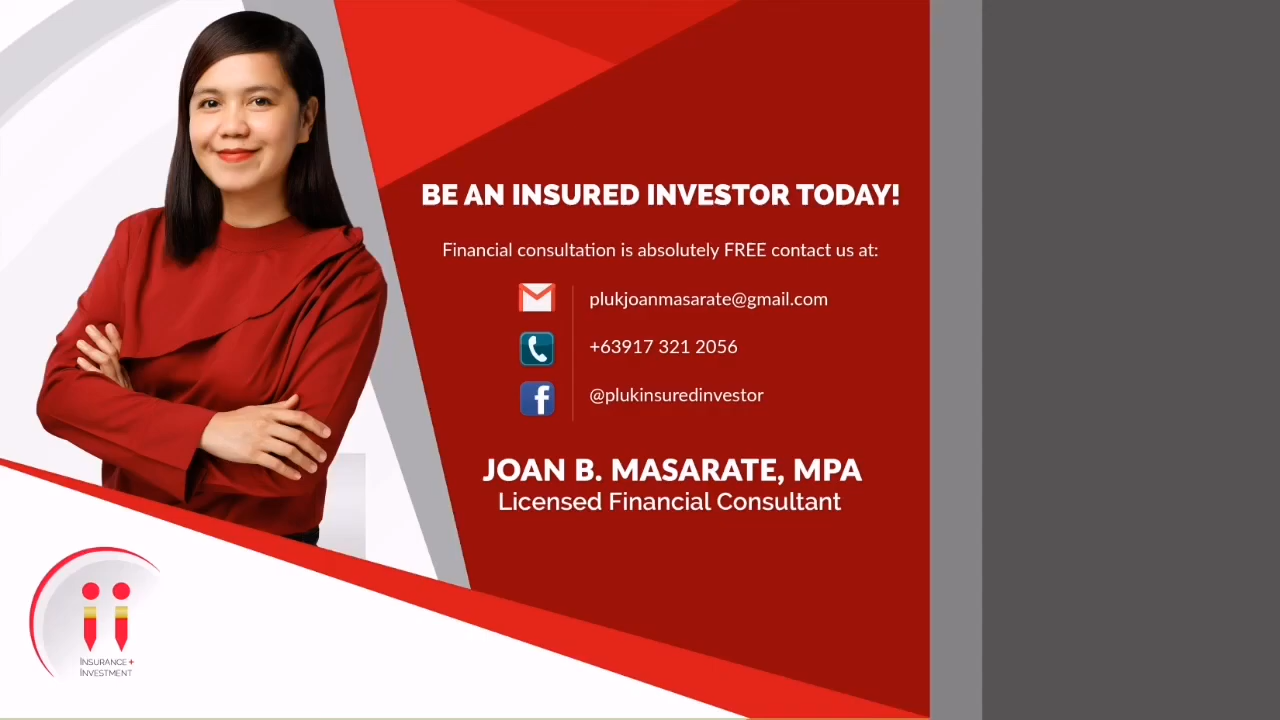 BE AN INSURED INVESTOR TODAY!
Financial consultation is absolutely FREE contact us at:
plukjoanmasarate@gmail.com
+63917 321 2056
@plukinsuredinvestor
JOAN B. MASARATE, MPA
Licensed Financial Consultant
INSURANCE+
INVESTMENT